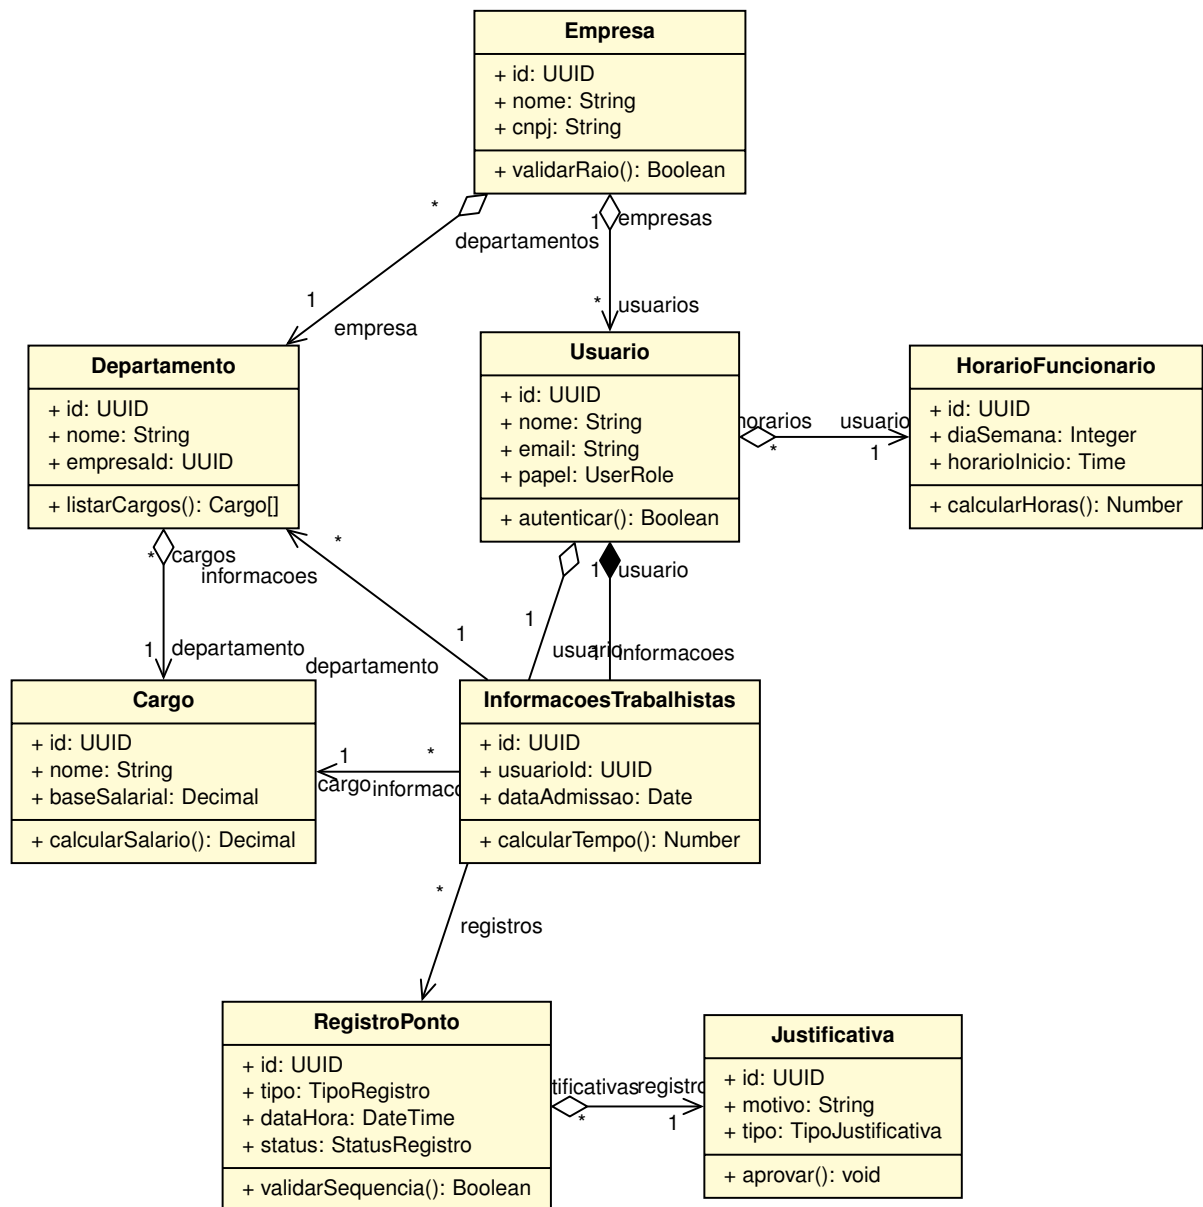 Empresa
+ id: UUID
+ nome: String
+ cnpj: String
+ validarRaio(): Boolean
*
departamentos
1
empresas
1
empresa
*
usuarios
Departamento
+ id: UUID
+ nome: String
+ empresaId: UUID
+ listarCargos(): Cargo[]
Usuario
+ id: UUID
+ nome: String
+ email: String
+ papel: UserRole
+ autenticar(): Boolean
horarios
*
usuario
1
HorarioFuncionario
+ id: UUID
+ diaSemana: Integer
+ horarioInicio: Time
+ calcularHoras(): Number
*
cargos
*
informacoes
1
usuario
1
departamento
1
departamento
1
usuario
1
informacoes
Cargo
+ id: UUID
+ nome: String
+ baseSalarial: Decimal
+ calcularSalario(): Decimal
1
cargo
*
informaco
InformacoesTrabalhistas
+ id: UUID
+ usuarioId: UUID
+ dataAdmissao: Date
+ calcularTempo(): Number
*
registros
RegistroPonto
+ id: UUID
+ tipo: TipoRegistro
+ dataHora: DateTime
+ status: StatusRegistro
+ validarSequencia(): Boolean
tificativas
*
registro
1
Justificativa
+ id: UUID
+ motivo: String
+ tipo: TipoJustificativa
+ aprovar(): void